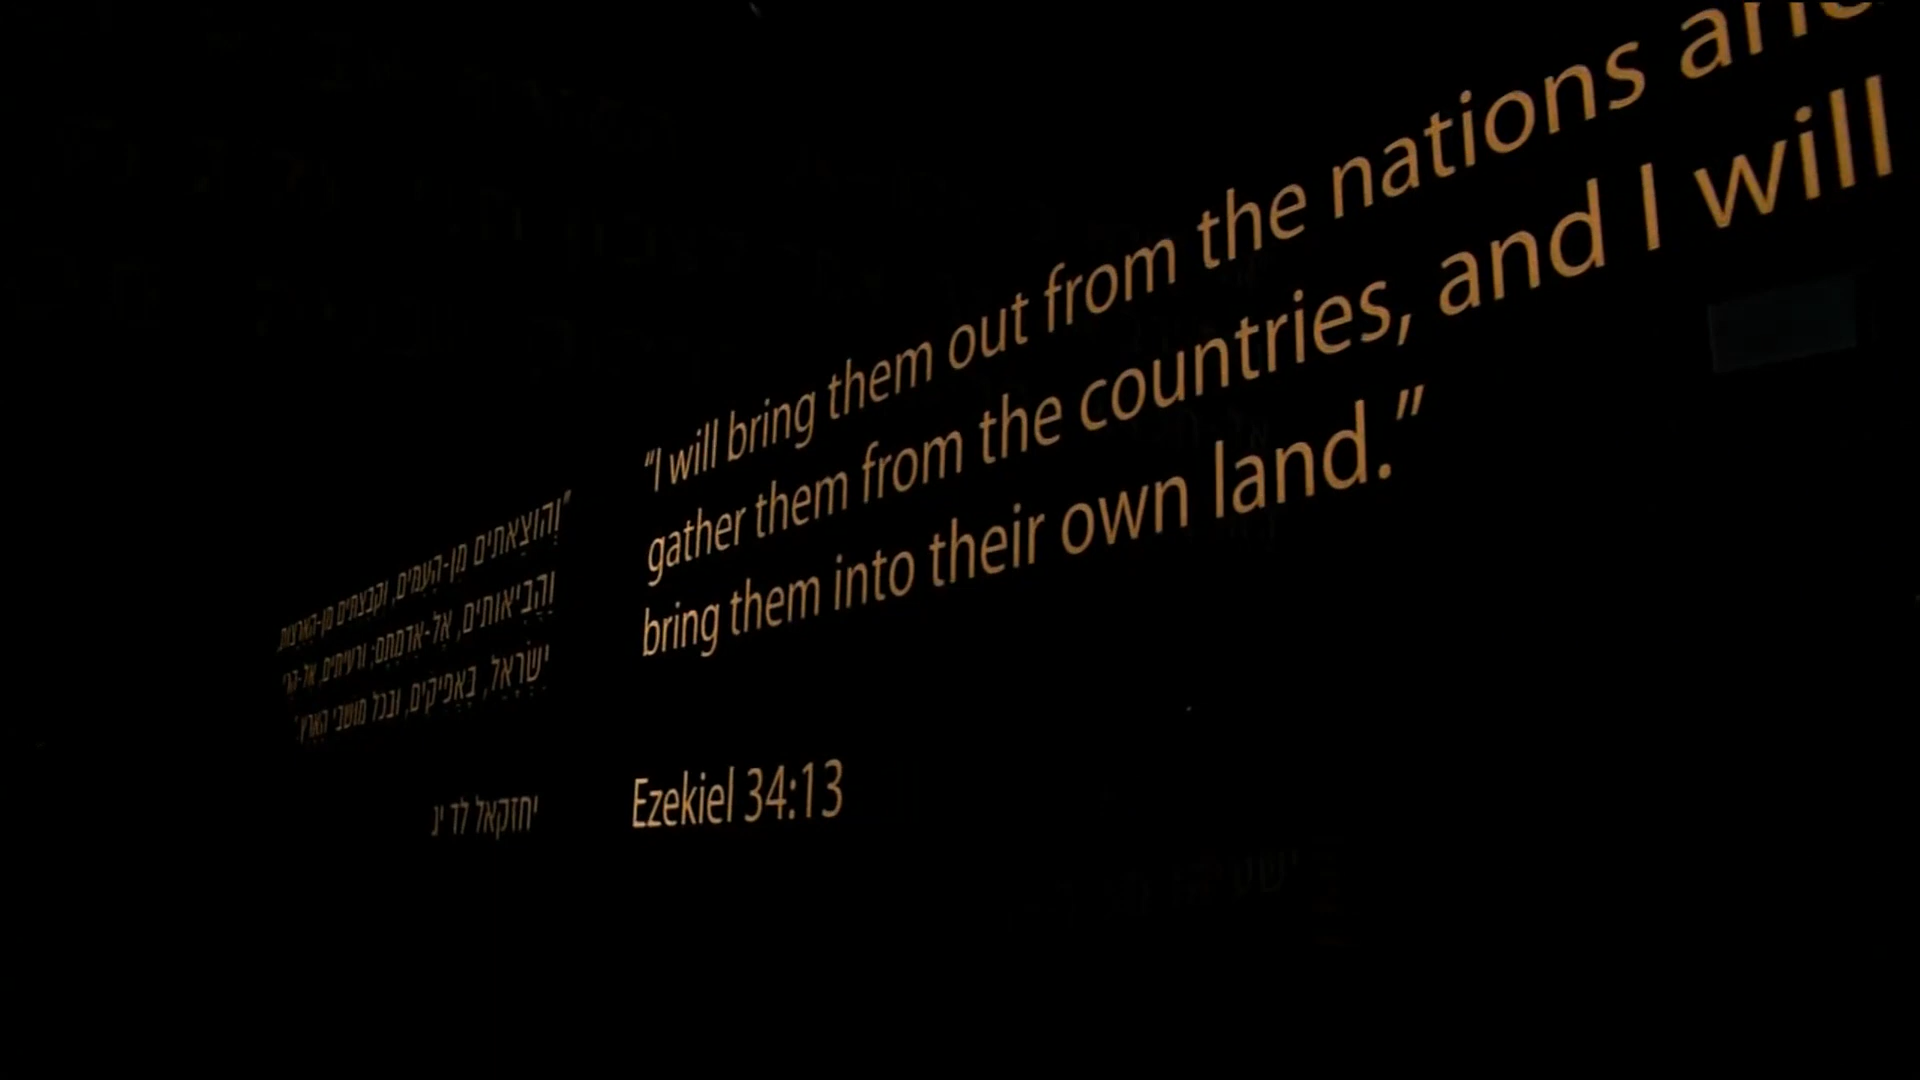 "וְהוֹצֵאתִים מִן-הָעַמִּים, וְקִבַּצְתִּים מִן-הָאֲרָצוֹת
וַהֲבִיאוֹתִים, אֶל-אַדְמָתָם; וּרְעִיתִים, אֶל-הָרֵי
יִשְׂרָאֵל, בָּאֲפִיקִים, וּבְכֹל מוֹשְׁבֵי הָאָרֶץ."
יחזקאל לד יג
"I will bring them out from the nations and
gather them from the countries, and I will
bring them into their own land."
Ezekiel 34:13